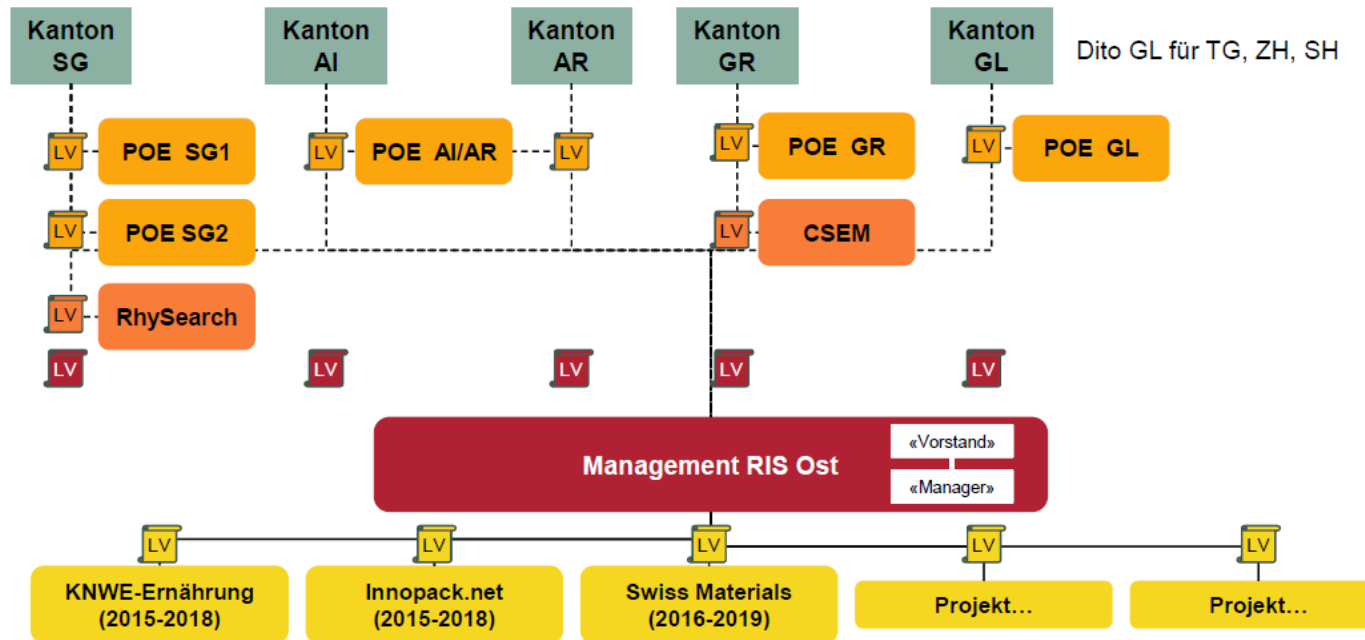 Kanton
SG
Kanton
AI
Kanton
AR
Kanton
GR
Kanton
GL
Dito GL für TG, ZH, SH
LV
POE SG1
LV
POE AI/AR
LV
LV
POE GR
LV
POE GL
LV
POE SG2
LV
CSEM
LV
RhySearch
LV
LV
LV
LV
LV
Management RIS Ost
«Vorstand»
«Manager»
LV
LV
LV
LV
LV
KNWE-Ernährung
(2015-2018)
Innopack.net
(2015-2018)
Swiss Materials
(2016-2019)
Projekt...
Projekt...